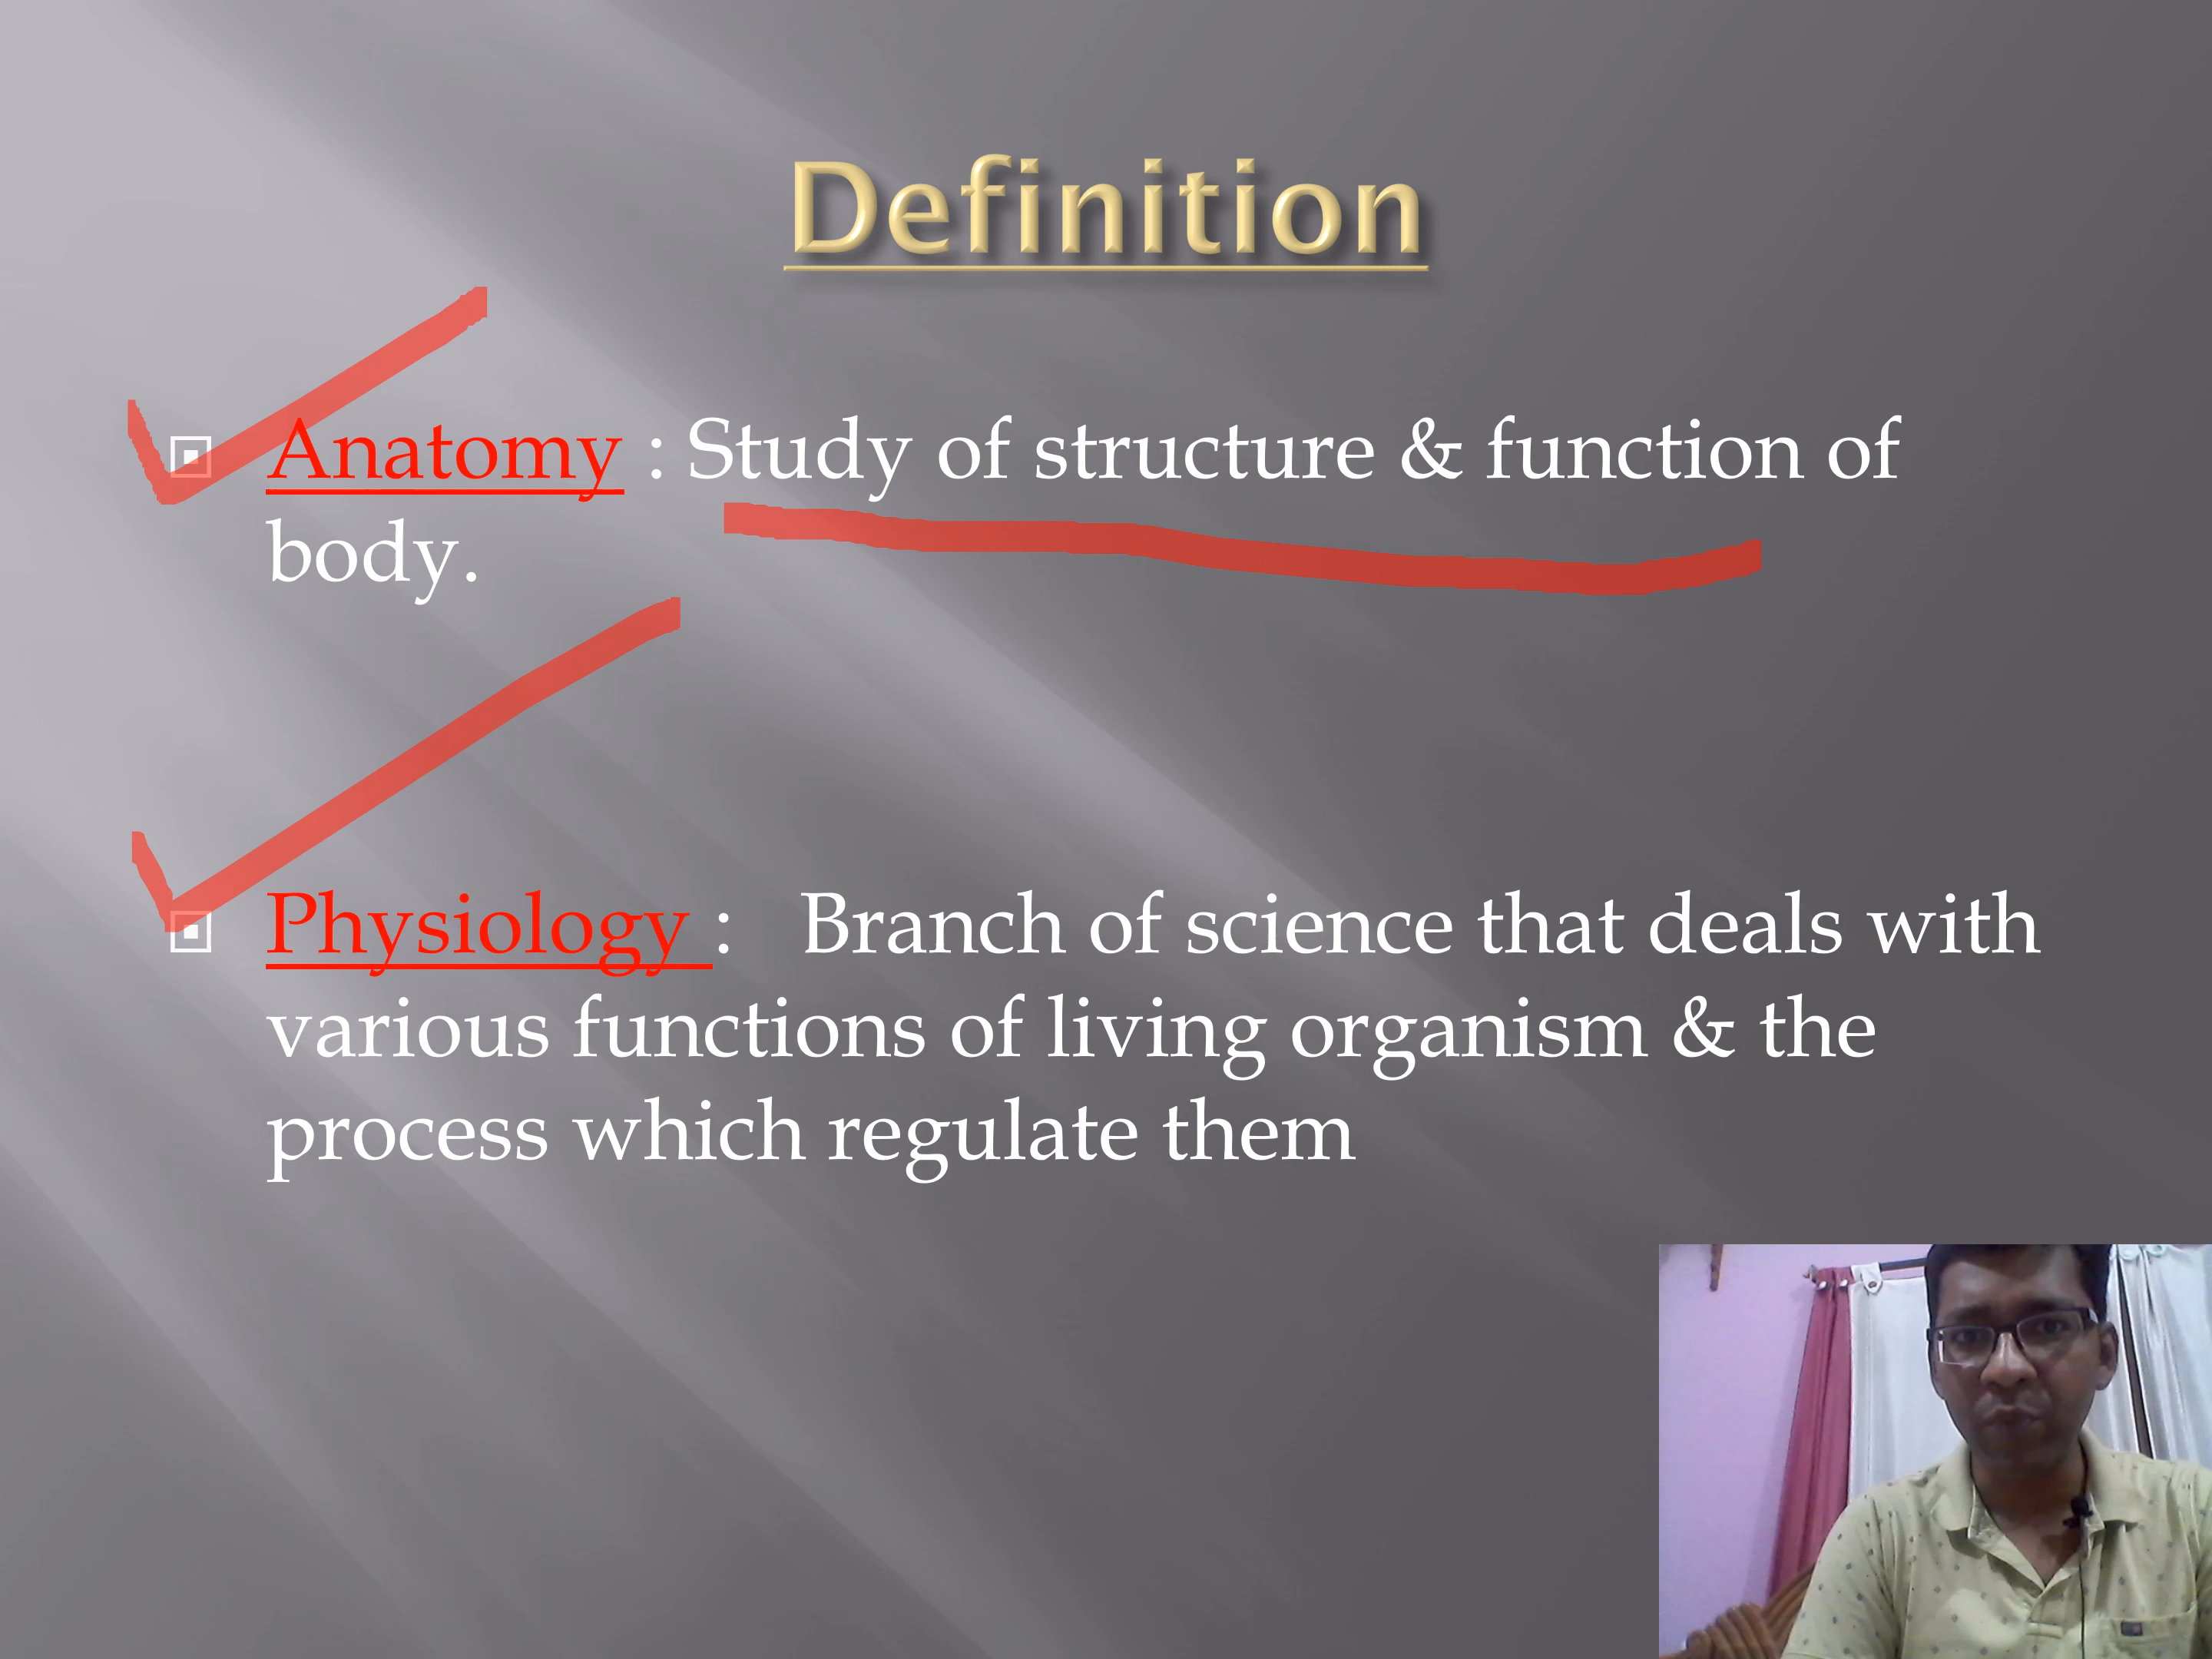 Definition
Anatomy : Study of structure & function of
body.
Physiology : Branch of science that deals with
various functions of living organism & the
process which regulate them